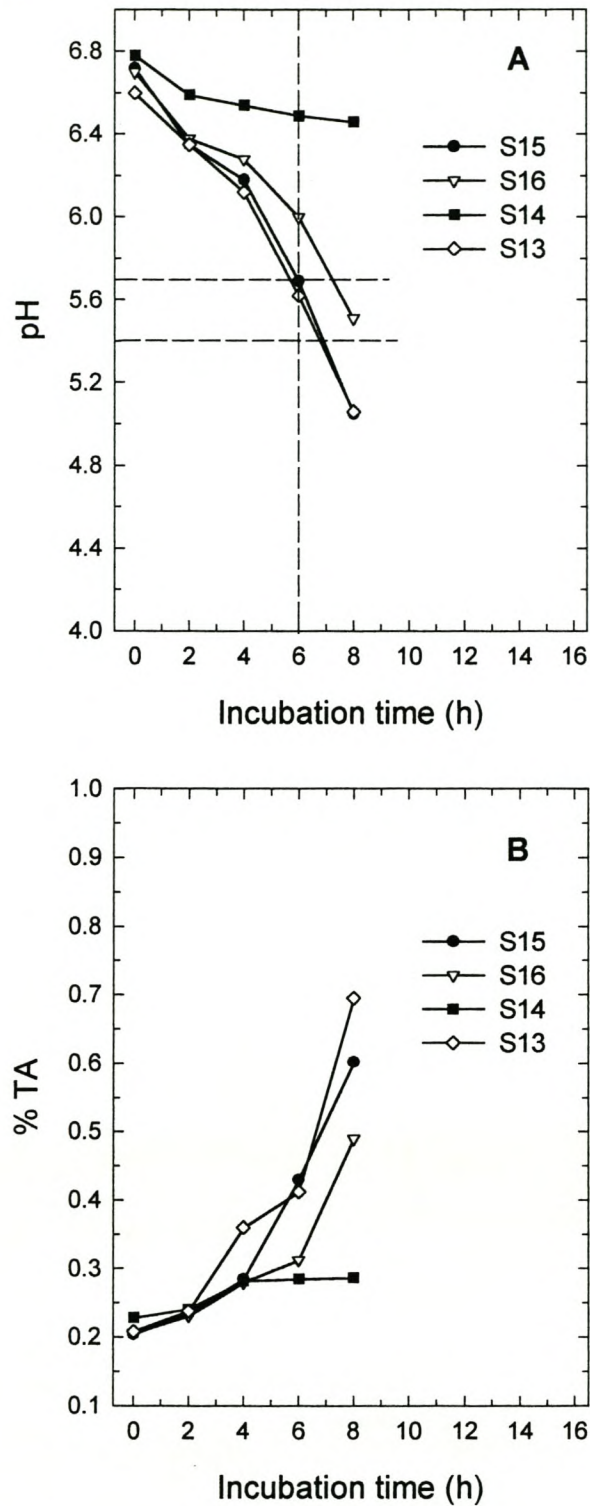 A
6.8
6.4
6.0
5.6
5.2
4.8
4.4
4.0
pH
S15
S16
S14
S13
0 2 4 6 8 10 12 14 16
Incubation time (h)
B
1.0
0.9
0.8
0.7
0.6
0.5
0.4
0.3
0.2
0.1
% TA
S15
S16
S14
S13
0 2 4 6 8 10 12 14 16
Incubation time (h)